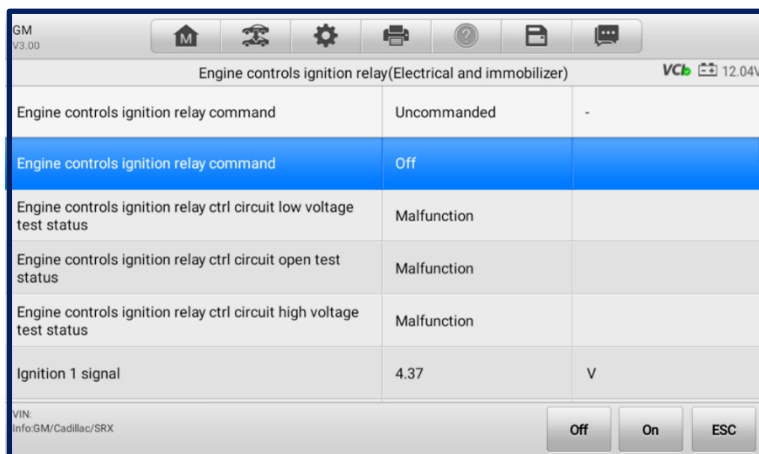 GM
V3.00
M
?
Engine controls ignition relay(Electrical and immobilizer)
VCI
12.04V
Engine controls ignition relay command
Uncommanded
-
Engine controls ignition relay command
Off
Engine controls ignition relay ctrl circuit low voltage
test status
Malfunction
Engine controls ignition relay ctrl circuit open test
status
Malfunction
Engine controls ignition relay ctrl circuit high voltage
test status
Malfunction
Ignition 1 signal
4.37
V
VIN:
Info:GM/Cadillac/SRX
Off
On
ESC